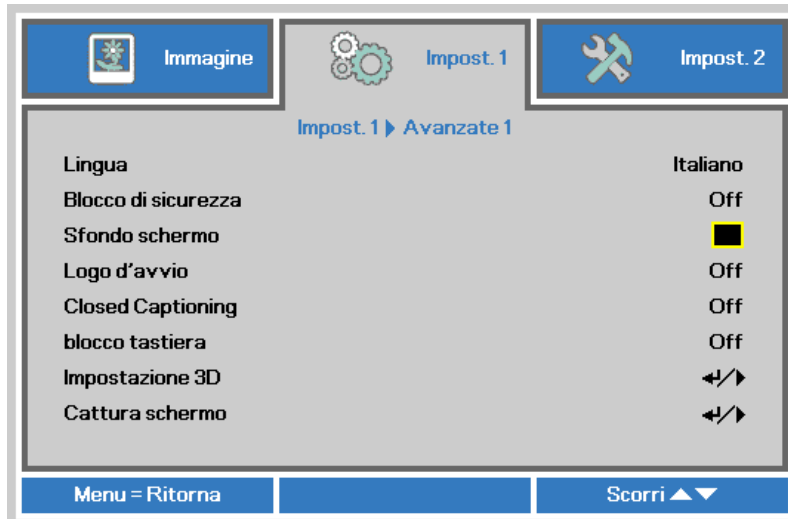 Immagine
Impost. 1
Impost. 2
Impost. 1 Avanzate 1
Lingua Italiano
Blocco di sicurezza Off
Sfondo schermo
Logo d'avvio Off
Closed Captioning Off
blocco tastiera Off
Impostazione 3D
Cattura schermo
Menu = Ritorna
Scorri